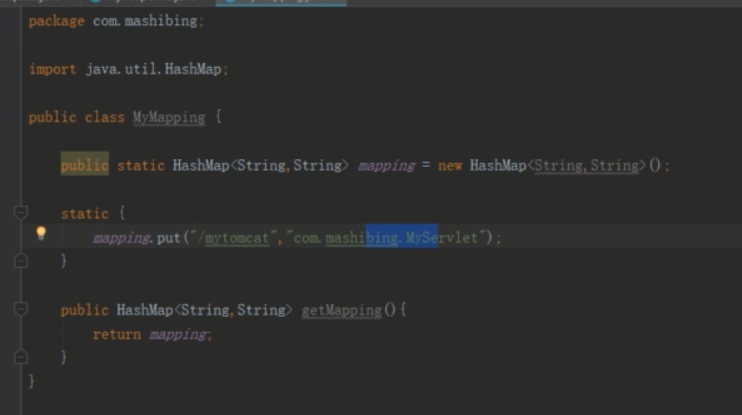 package com.mashibing;
import java.util.HashMap;
public class MyMapping {
public static HashMap<String,String> mapping = new HashMap<String,String>();
static {
mapping.put("/mytomcat","com.mashibing.MyServlet");
}
public HashMap<String,String> getMapping(){
return mapping;
}
}